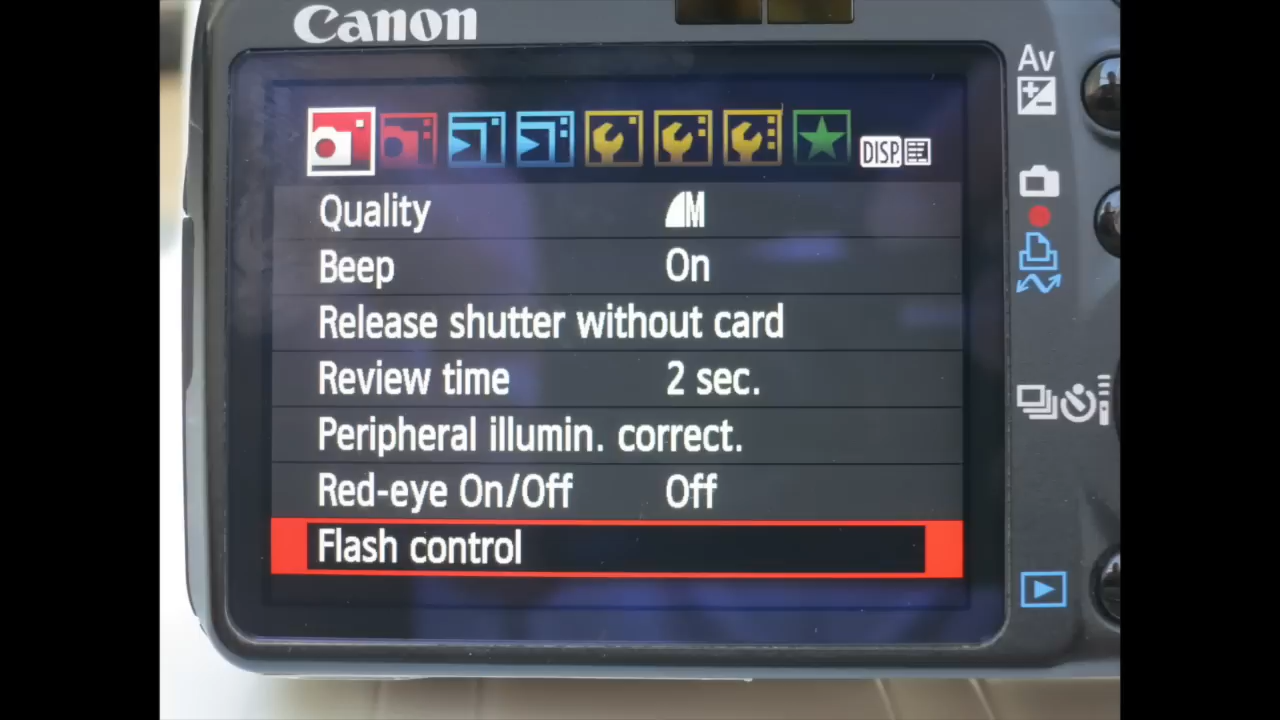 Canon
Av
DISP.
Quality M
Beep On
Release shutter without card
Review time 2 sec.
Peripheral illumin. correct.
Red-eye On/Off Off
Flash control